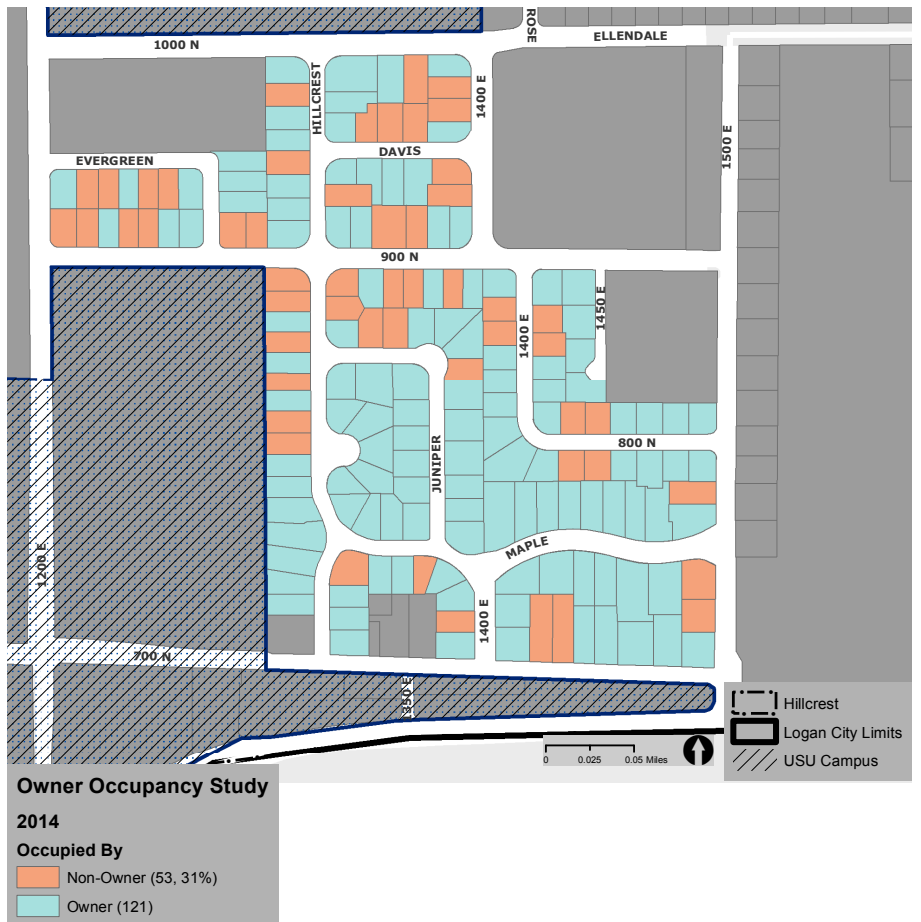 ROSE
1000 N
ELLENDALE
HILLCREST
1400 E
1500 E
DAVIS
EVERGREEN
900 N
1450 E
1400 E
JUNIPER
800 N
MAPLE
1200 E
1400 E
700 N
1350 E
Hillcrest
Logan City Limits
USU Campus
0 0.025 0.05 Miles
Owner Occupancy Study
2014
Occupied By
Non-Owner (53, 31%)
Owner (121)